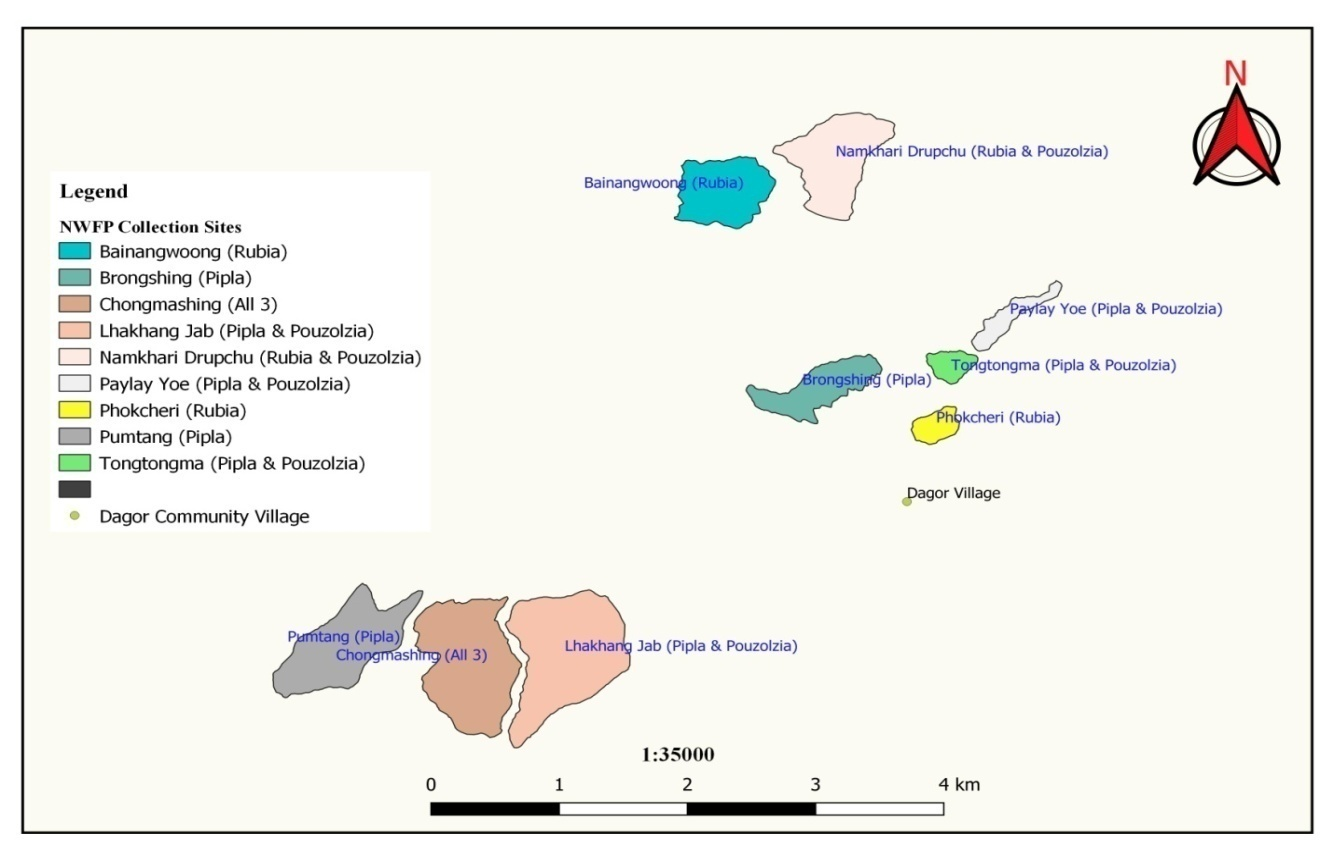 N
Namkhari Drupchu (Rubia & Pouzolzia)
Bainangwoong (Rubia)
Legend
NWFP Collection Sites
Bainangwoong (Rubia)
Brongshing (Pipla)
Chongmashing (All 3)
Lhakhang Jab (Pipla & Pouzolzia)
Namkhari Drupchu (Rubia & Pouzolzia)
Paylay Yoe (Pipla & Pouzolzia)
Phokcheri (Rubia)
Pumtang (Pipla)
Tongtongma (Pipla & Pouzolzia)
Dagor Community Village
Paylay Yoe (Pipla & Pouzolzia)
Tongtongma (Pipla & Pouzolzia)
Brongshing (Pipla)
Phokcheri (Rubia)
Dagor Village
Pumtang (Pipla)
Chongmashing (All 3)
Lhakhang Jab (Pipla & Pouzolzia)
1:35000
0 1 2 3 4 km